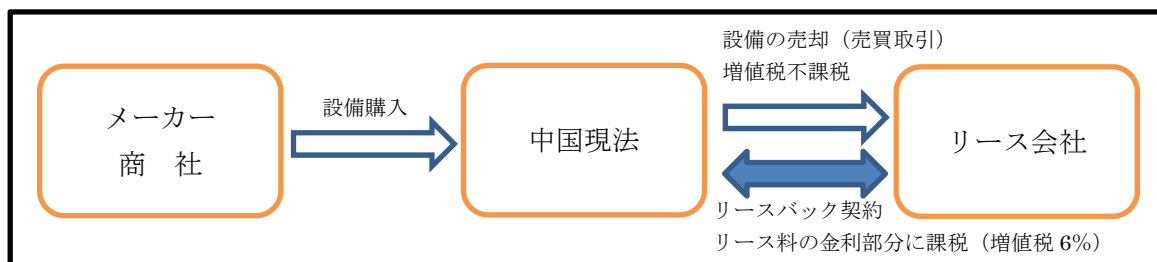 メーカー
商　社
設備購入
中国現法
設備の売却（売買取引）
増値税不課税
リース会社
リースバック契約
リース料の金利部分に課税（増値税 6%）